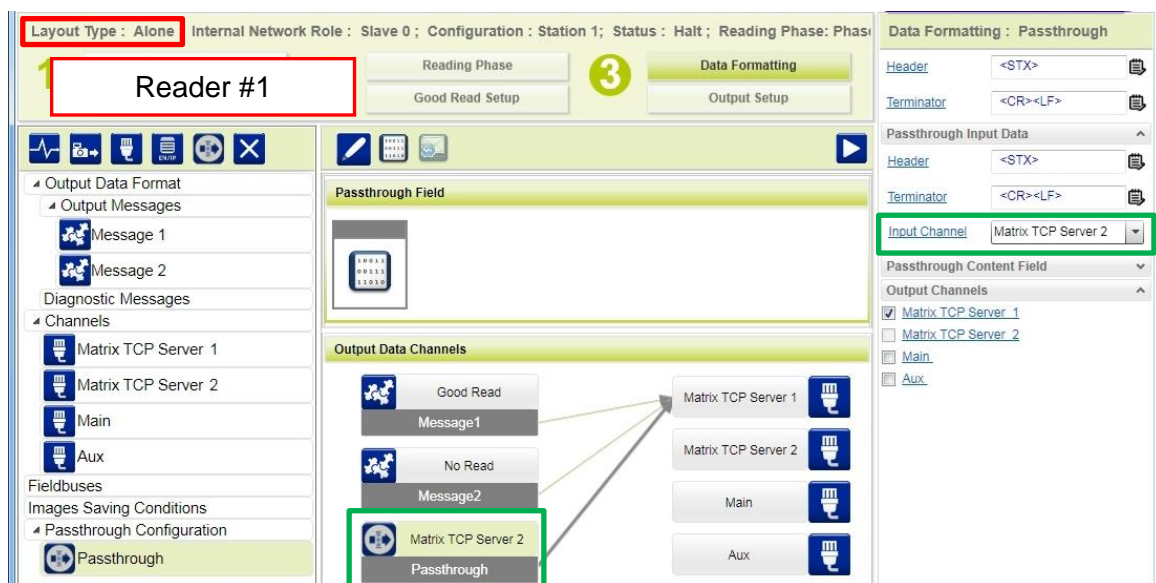 Layout Type : Alone Internal Network Role : Slave 0 ; Configuration : Station 1; Status : Halt ; Reading Phase: Phas
1
Reader #1
Reading Phase
Good Read Setup
3
Data Formatting
Output Setup
EN/IP
Output Data Format
Output Messages
Message 1
Message 2
Diagnostic Messages
Channels
Matrix TCP Server 1
Matrix TCP Server 2
Main
Aux
Fieldbuses
Images Saving Conditions
Passthrough Configuration
Passthrough
Passthrough Field
10011
00111
11010
Output Data Channels
Good Read
Message1
No Read
Message2
Matrix TCP Server 2
Passthrough
Matrix TCP Server 1
Matrix TCP Server 2
Main
Aux
Data Formatting : Passthrough
Header <STX>
Terminator <CR><LF>
Passthrough Input Data
Header <STX>
Terminator <CR><LF>
Input Channel Matrix TCP Server 2
Passthrough Content Field
Output Channels
Matrix TCP Server 1
Matrix TCP Server 2
Main
Aux